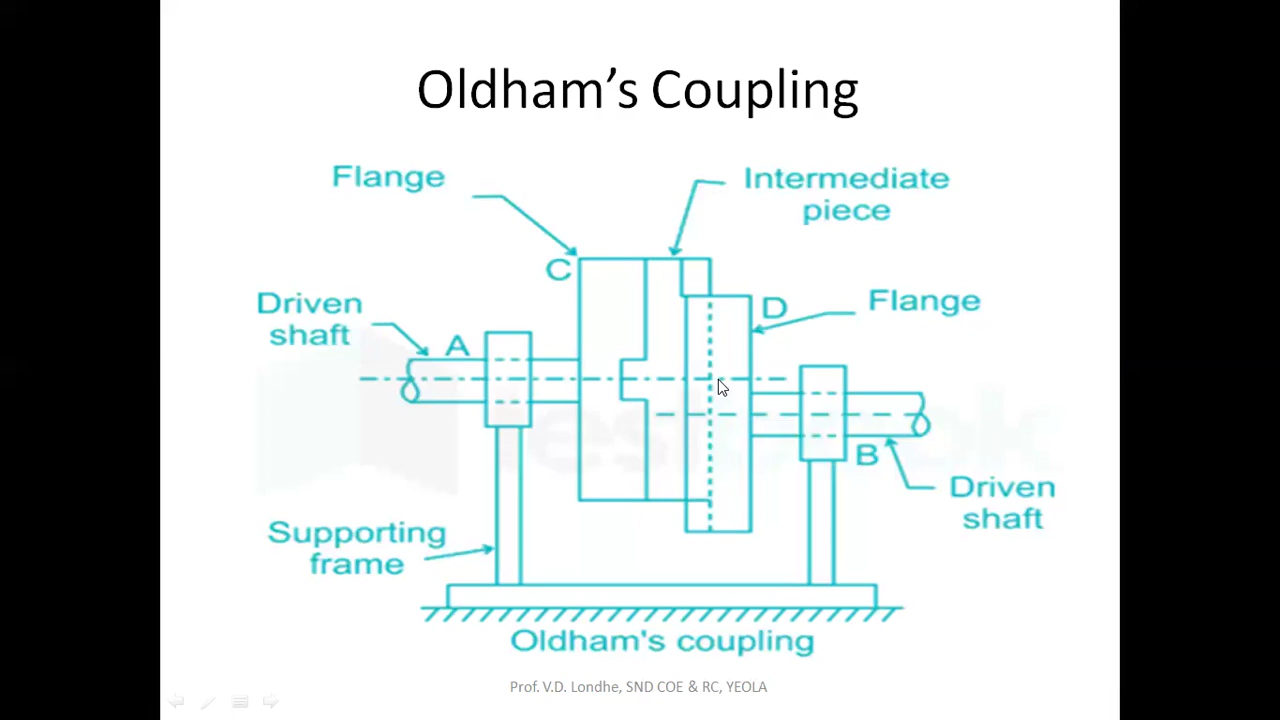 Oldham’s Coupling
Flange
Intermediate
piece
C
D
Flange
Driven
shaft
A
B
Driven
shaft
Supporting
frame
Oldham's coupling
Prof. V.D. Londhe, SND COE & RC, YEOLA